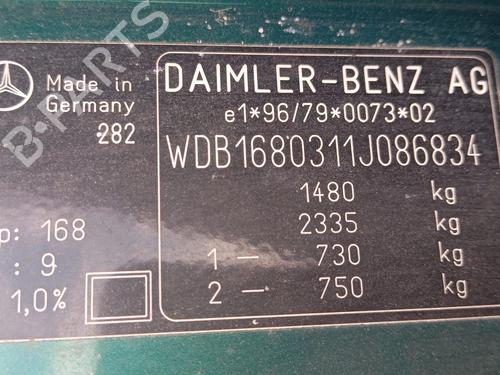 B-PARTS
Made in
Germany
282
p: 168
: 9
1,0%
DAIMLER-BENZ AG
e1*96/79*0073*02
WDB1680311J086834
1480 kg
2335 kg
1 — 730 kg
2 — 750 kg